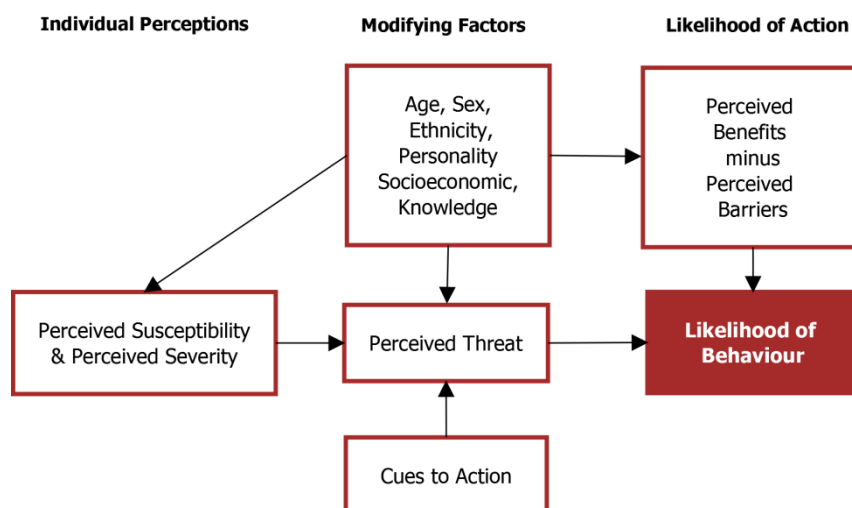 Individual Perceptions
Modifying Factors
Likelihood of Action
Age, Sex,
Ethnicity,
Personality
Socioeconomic,
Knowledge
Perceived
Benefits
minus
Perceived
Barriers
Perceived Susceptibility
& Perceived Severity
Perceived Threat
Likelihood of
Behaviour
Cues to Action